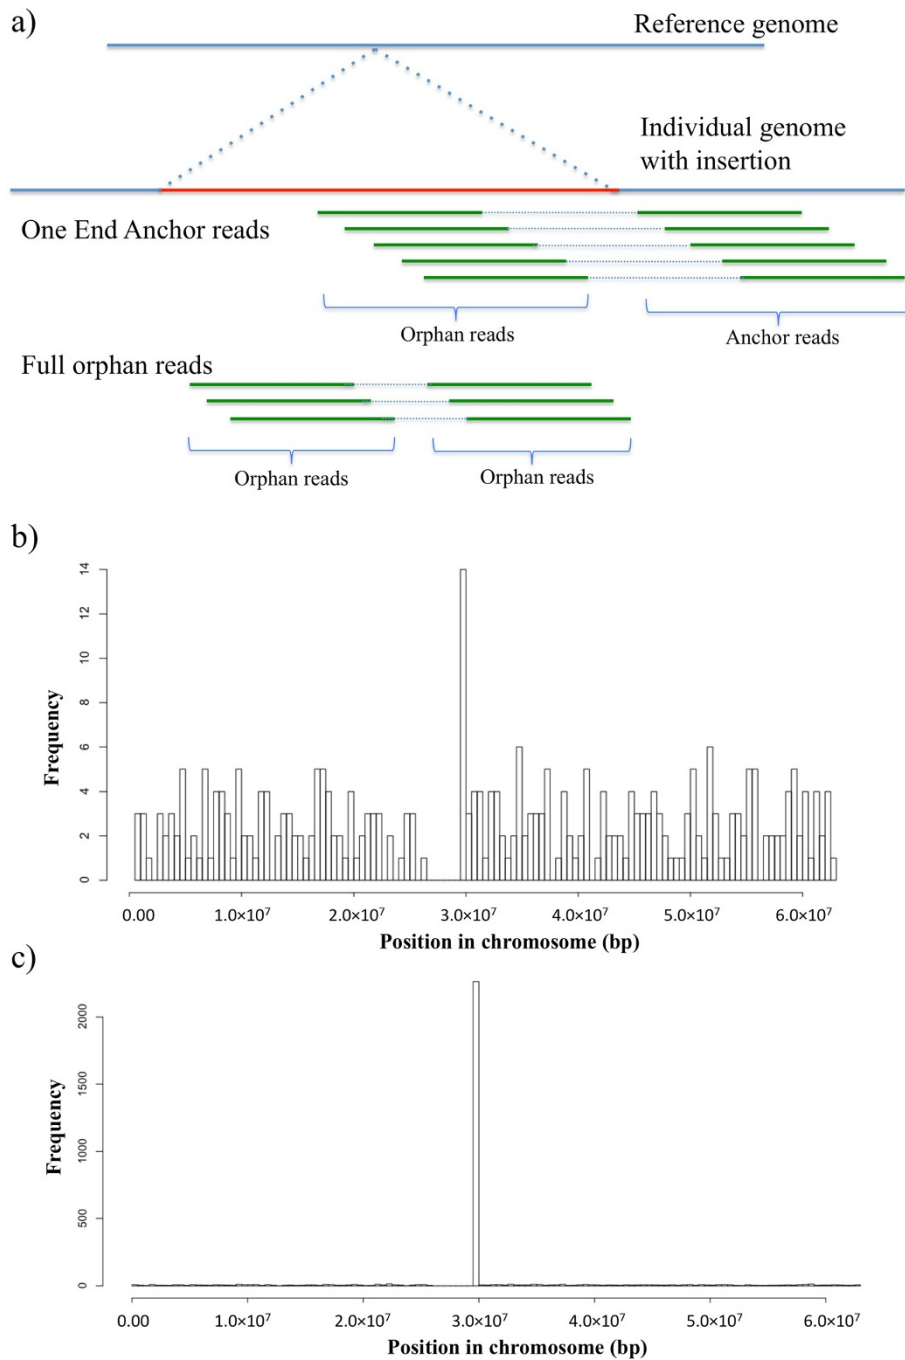 a)
Reference genome
Individual genome
with insertion
One End Anchor reads
Orphan reads
Anchor reads
Full orphan reads
Orphan reads
Orphan reads
b)
Frequency
14
12
10
8
6
4
2
0
0.00
1.0×10⁷
2.0×10⁷
3.0×10⁷
4.0×10⁷
5.0×10⁷
6.0×10⁷
Position in chromosome (bp)
c)
Frequency
2000
1500
1000
500
0
0.00
1.0×10⁷
2.0×10⁷
3.0×10⁷
4.0×10⁷
5.0×10⁷
6.0×10⁷
Position in chromosome (bp)